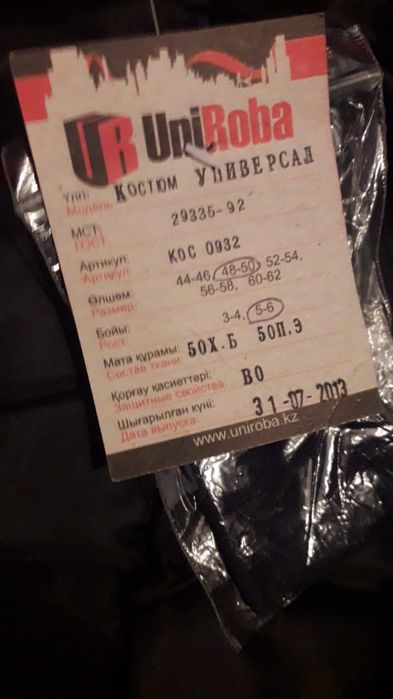 UR UniRoba
Үлгі:
Модель: КОСТЮМ УНИВЕРСАЛ
МСТ:
ГОСТ: 29335-92
Артикул:
Артикул: КОС 0932
Өлшем: 44-46, 48-50, 52-54,
Размер: 56-58, 60-62
Бойы:
Рост: 3-4, 5-6
Мата құрамы:
Состав ткани: 50Х.Б 50П.Э
Қорғау қасиеттері:
Защитные свойства: ВО
Шығарылған күні:
Дата выпуска: 31-07-2013
www.uniroba.kz